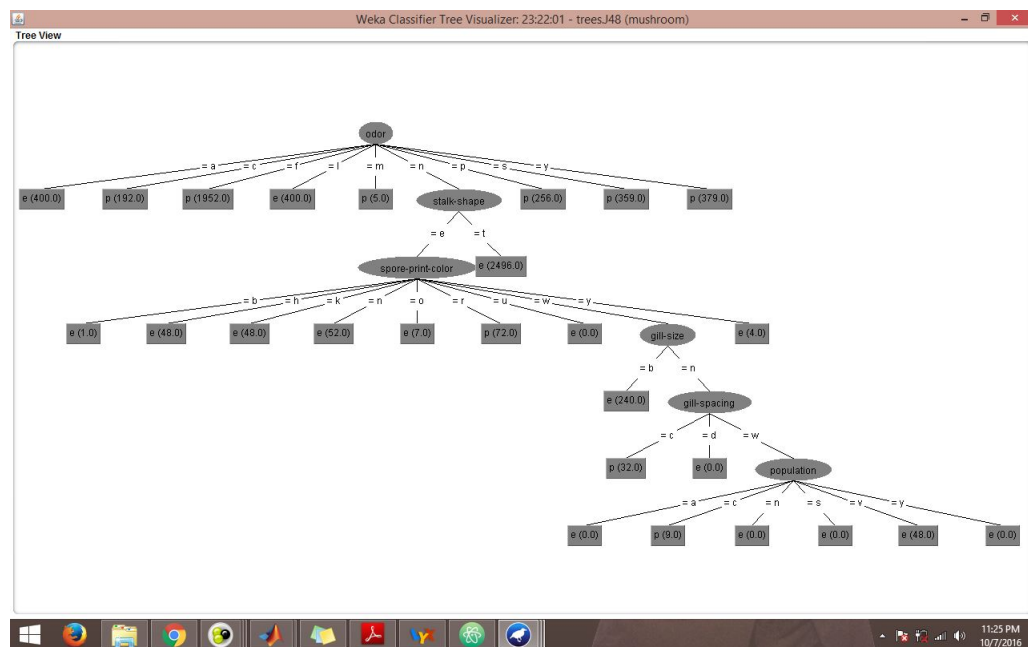 Weka Classifier Tree Visualizer: 23:22:01 - trees.J48 (mushroom)
Tree View
odor
= a = c = f = l = m = n = p = s = y
e (400.0) p (192.0) p (1952.0) e (400.0) p (5.0) stalk-shape p (256.0) p (359.0) p (379.0)
= e = t
spore-print-color e (2496.0)
= b = h = k = n = o = r = u = w = y
e (1.0) e (48.0) e (48.0) e (52.0) e (7.0) p (72.0) e (0.0) gill-size e (4.0)
= b = n
e (240.0) gill-spacing
= c = d = w
p (32.0) e (0.0) population
= a = c = n = s = v = y
e (0.0) p (9.0) e (0.0) e (0.0) e (48.0) e (0.0)
11:25 PM
10/7/2016